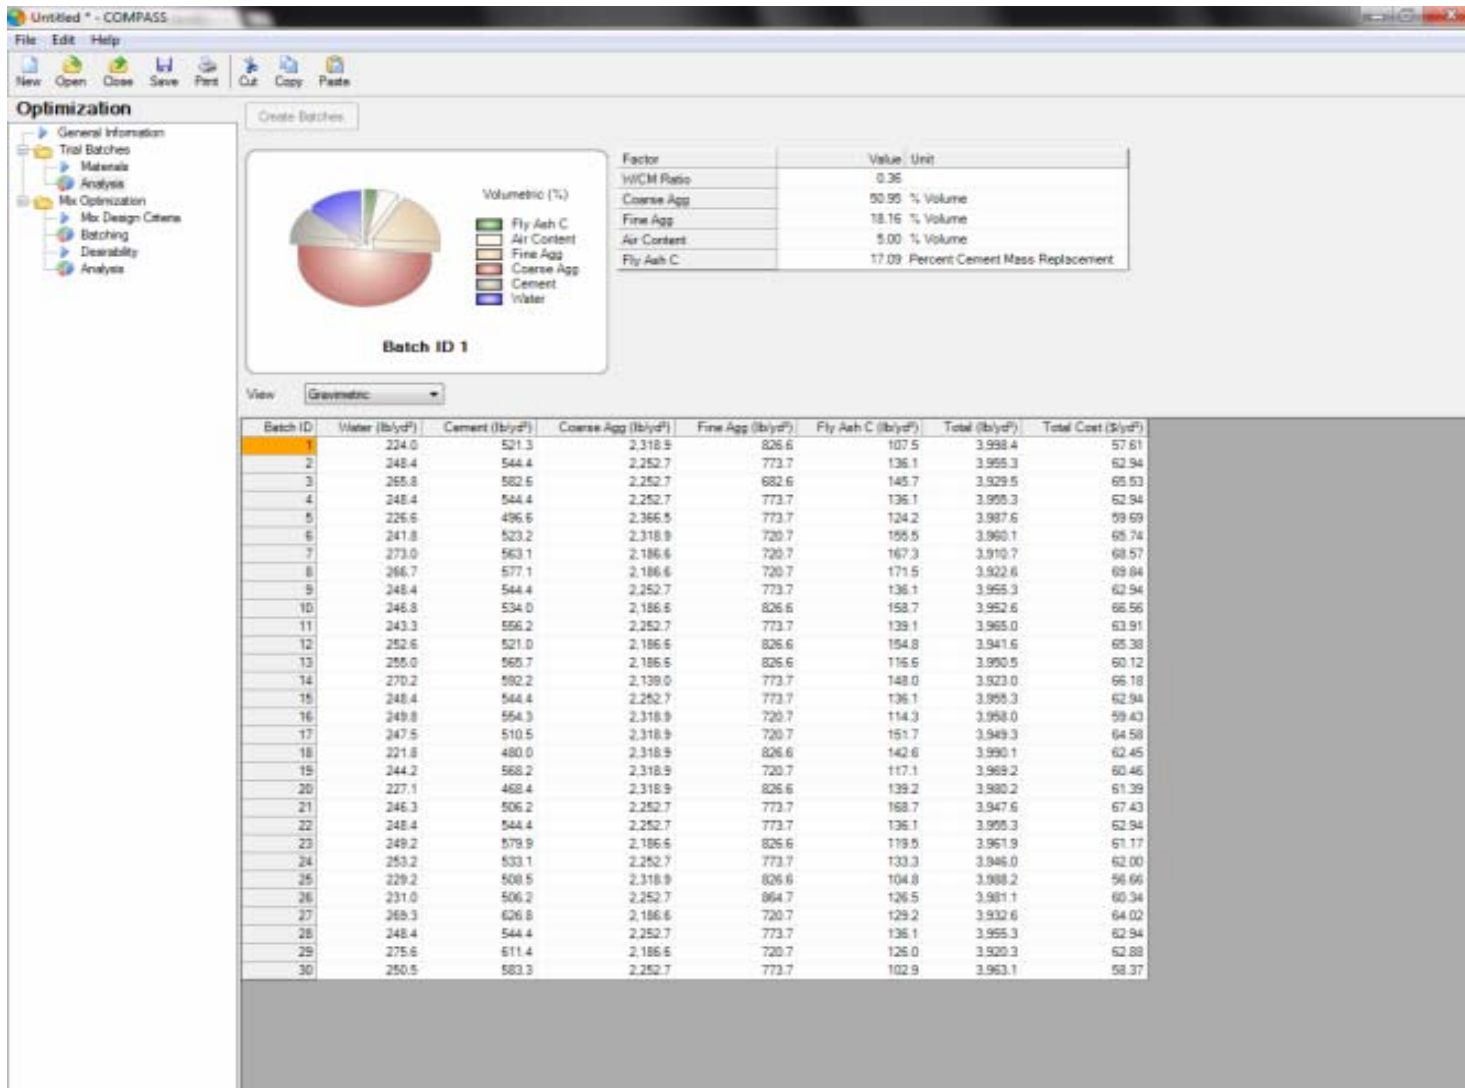 Untitled * - COMPASS
File Edit Help
New Open Close Save Print Cut Copy Paste
Optimization
General Information
Trial Batches
Materials
Analysis
Mix Optimization
Mix Design Criteria
Batching
Desirability
Analysis
Create Batches
Volumetric (%)
Fly Ash C
Air Content
Fine Agg
Coarse Agg
Cement
Water
Batch ID 1
Factor Value Unit
W/CM Ratio 0.36
Coarse Agg 50.95 % Volume
Fine Agg 18.16 % Volume
Air Content 5.00 % Volume
Fly Ash C 17.09 Percent Cement Mass Replacement
View Gravimetric
Batch ID Water (lb/yd³) Cement (lb/yd³) Coarse Agg (lb/yd³) Fine Agg (lb/yd³) Fly Ash C (lb/yd³) Total (lb/yd³) Total Cost ($/yd³)
1 224.0 521.3 2,318.9 826.6 107.5 3,998.4 57.61
2 248.4 544.4 2,252.7 773.7 136.1 3,955.3 62.94
3 265.8 582.6 2,252.7 682.6 145.7 3,929.5 65.53
4 248.4 544.4 2,252.7 773.7 136.1 3,955.3 62.94
5 226.6 496.6 2,366.5 773.7 124.2 3,987.6 59.69
6 241.8 523.2 2,318.9 720.7 155.5 3,960.1 65.74
7 273.0 563.1 2,186.6 720.7 167.3 3,910.7 68.57
8 266.7 577.1 2,186.6 720.7 171.5 3,922.6 69.84
9 248.4 544.4 2,252.7 773.7 136.1 3,955.3 62.94
10 246.8 534.0 2,186.6 826.6 158.7 3,952.6 66.56
11 243.3 556.2 2,252.7 773.7 139.1 3,965.0 63.91
12 252.6 521.0 2,186.6 826.6 154.8 3,941.6 65.38
13 255.0 565.7 2,186.6 826.6 116.6 3,950.5 60.12
14 270.2 592.2 2,139.0 773.7 148.0 3,923.0 66.18
15 248.4 544.4 2,252.7 773.7 136.1 3,955.3 62.94
16 249.8 554.3 2,318.9 720.7 114.3 3,958.0 59.43
17 247.5 510.5 2,318.9 720.7 151.7 3,949.3 64.58
18 221.8 480.0 2,318.9 826.6 142.6 3,990.1 62.45
19 244.2 568.2 2,318.9 720.7 117.1 3,969.2 60.46
20 227.1 468.4 2,318.9 826.6 139.2 3,980.2 61.39
21 246.3 506.2 2,252.7 773.7 168.7 3,947.6 67.43
22 248.4 544.4 2,252.7 773.7 136.1 3,955.3 62.94
23 249.2 579.9 2,186.6 826.6 119.5 3,961.9 61.17
24 253.2 533.1 2,252.7 773.7 133.3 3,946.0 62.00
25 229.2 508.5 2,318.9 826.6 104.8 3,988.2 56.66
26 231.0 506.2 2,252.7 864.7 126.5 3,981.1 60.34
27 269.3 626.8 2,186.6 720.7 129.2 3,932.6 64.02
28 248.4 544.4 2,252.7 773.7 136.1 3,955.3 62.94
29 275.6 611.4 2,186.6 720.7 126.0 3,920.3 62.88
30 250.5 583.3 2,252.7 773.7 102.9 3,963.1 58.37